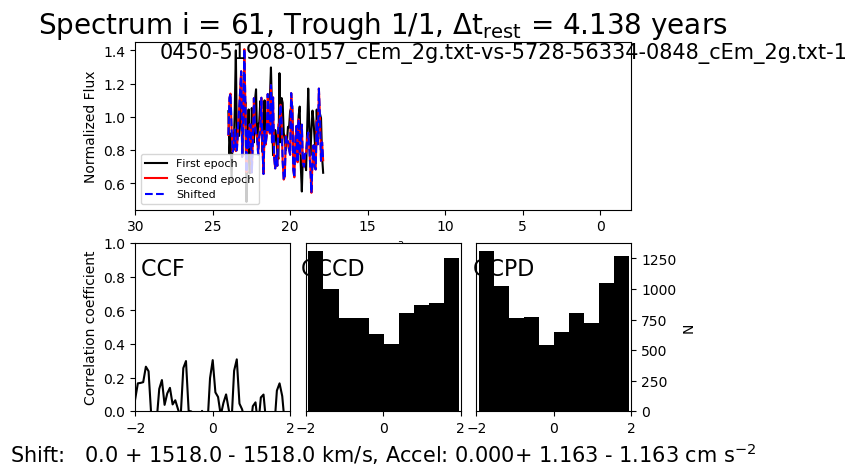 Spectrum i = 61, Trough 1/1, Δt_rest = 4.138 years
0450-51908-0157_cEm_2g.txt-vs-5728-56334-0848_cEm_2g.txt-1
Normalized Flux
1.4
1.2
1.0
0.8
0.6
First epoch
Second epoch
Shifted
30 25 20 15 10 5 0
Correlation coefficient
1.0
0.8
0.6
0.4
0.2
0.0
CCF
CCCD
CCPD
1250
1000
750
500
250
0
N
−2 0 2
−2 0 2
−2 0 2
Shift: 0.0 + 1518.0 - 1518.0 km/s, Accel: 0.000+ 1.163 - 1.163 cm s⁻²